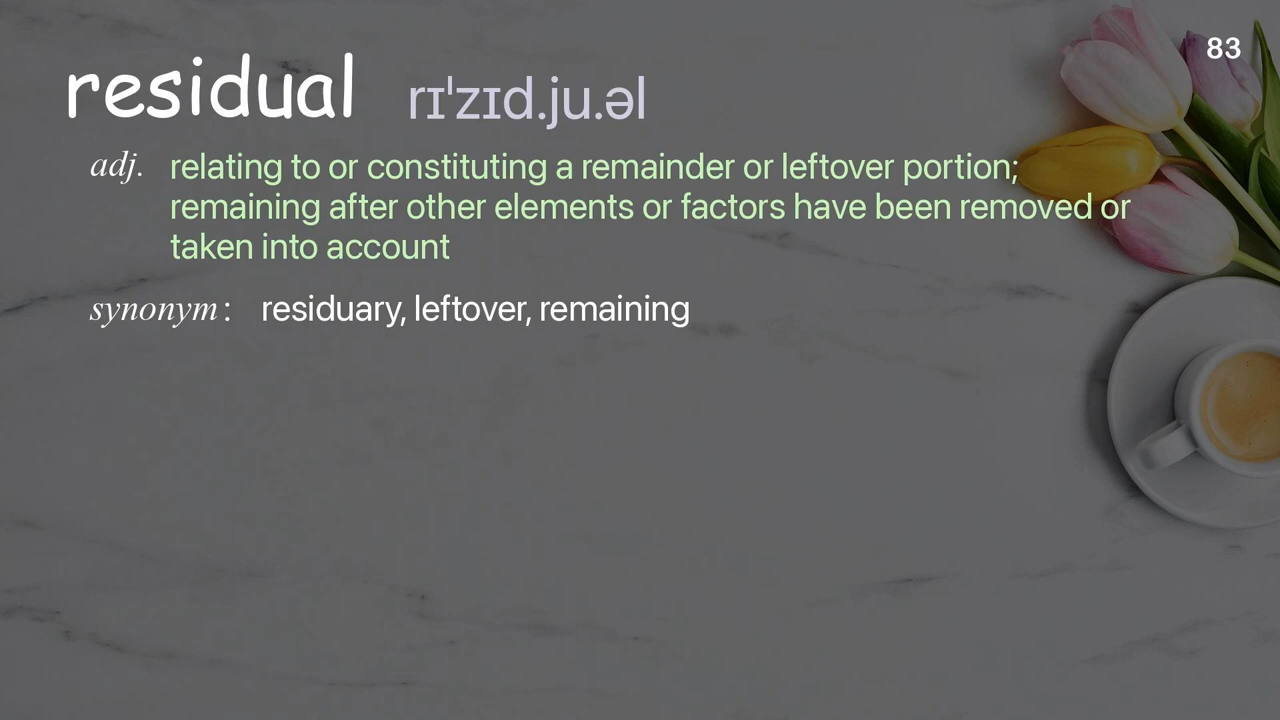 83
residual rɪˈzɪd.ju.əl
adj. relating to or constituting a remainder or leftover portion;
remaining after other elements or factors have been removed or
taken into account
synonym : residuary, leftover, remaining